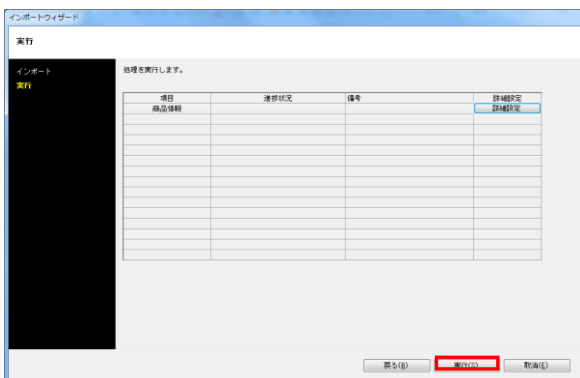 インポートウィザード
実行
インポート
実行
処理を実行します。
項目 進捗状況 備考 詳細設定
商品情報 詳細設定
戻る(B) 実行(S) 取消(E)